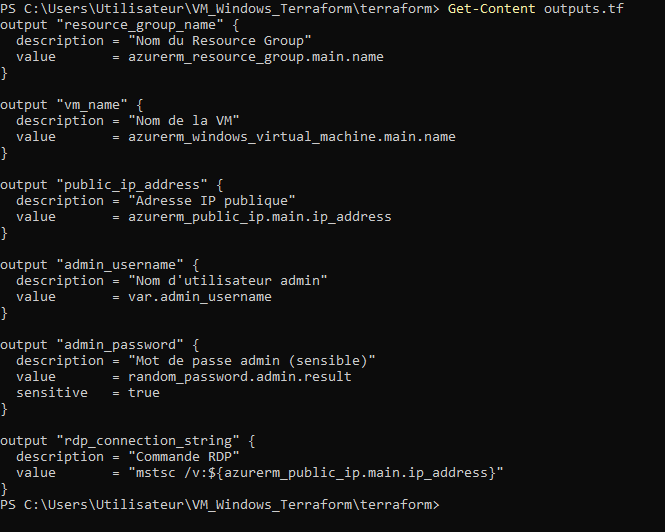 PS C:\Users\Utilisateur\VM_Windows_Terraform\terraform> Get-Content outputs.tf
output "resource_group_name" {
  description = "Nom du Resource Group"
  value       = azurerm_resource_group.main.name
}

output "vm_name" {
  description = "Nom de la VM"
  value       = azurerm_windows_virtual_machine.main.name
}

output "public_ip_address" {
  description = "Adresse IP publique"
  value       = azurerm_public_ip.main.ip_address
}

output "admin_username" {
  description = "Nom d'utilisateur admin"
  value       = var.admin_username
}

output "admin_password" {
  description = "Mot de passe admin (sensible)"
  value       = random_password.admin.result
  sensitive   = true
}

output "rdp_connection_string" {
  description = "Commande RDP"
  value       = "mstsc /v:${azurerm_public_ip.main.ip_address}"
}
PS C:\Users\Utilisateur\VM_Windows_Terraform\terraform>